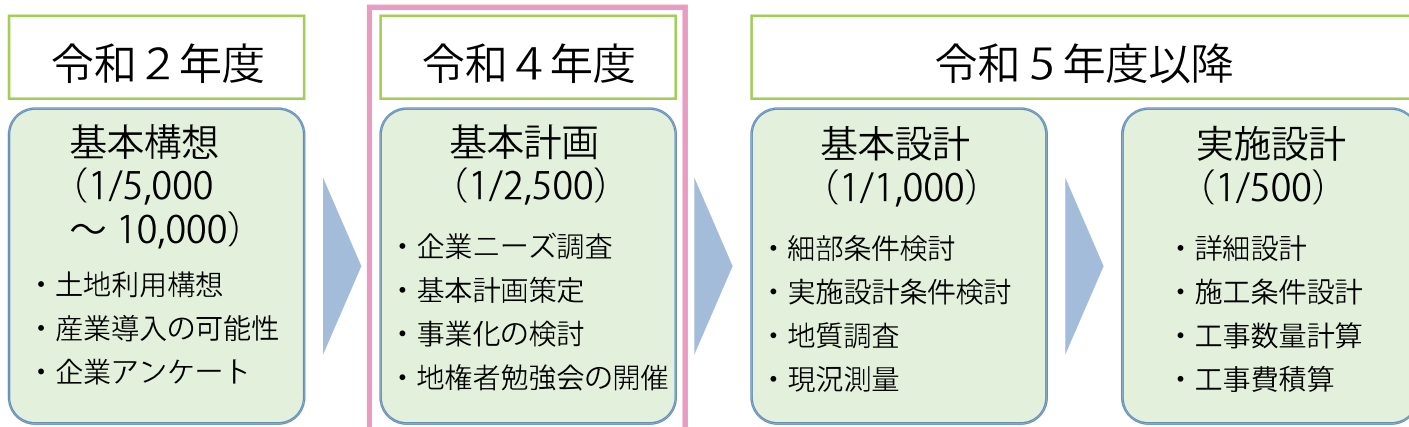 令和２年度
基本構想
（1/5,000
～ 10,000）
・土地利用構想
・産業導入の可能性
・企業アンケート
令和４年度
基本計画
（1/2,500）
・企業ニーズ調査
・基本計画策定
・事業化の検討
・地権者勉強会の開催
令和５年度以降
基本設計
（1/1,000）
・細部条件検討
・実施設計条件検討
・地質調査
・現況測量
実施設計
（1/500）
・詳細設計
・施工条件設計
・工事数量計算
・工事費積算